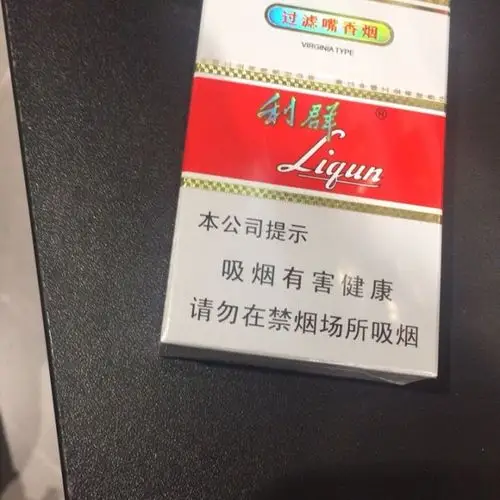 过滤嘴香烟
VIRGINIA TYPE
利群
Liqun
本公司提示
吸烟有害健康
请勿在禁烟场所吸烟